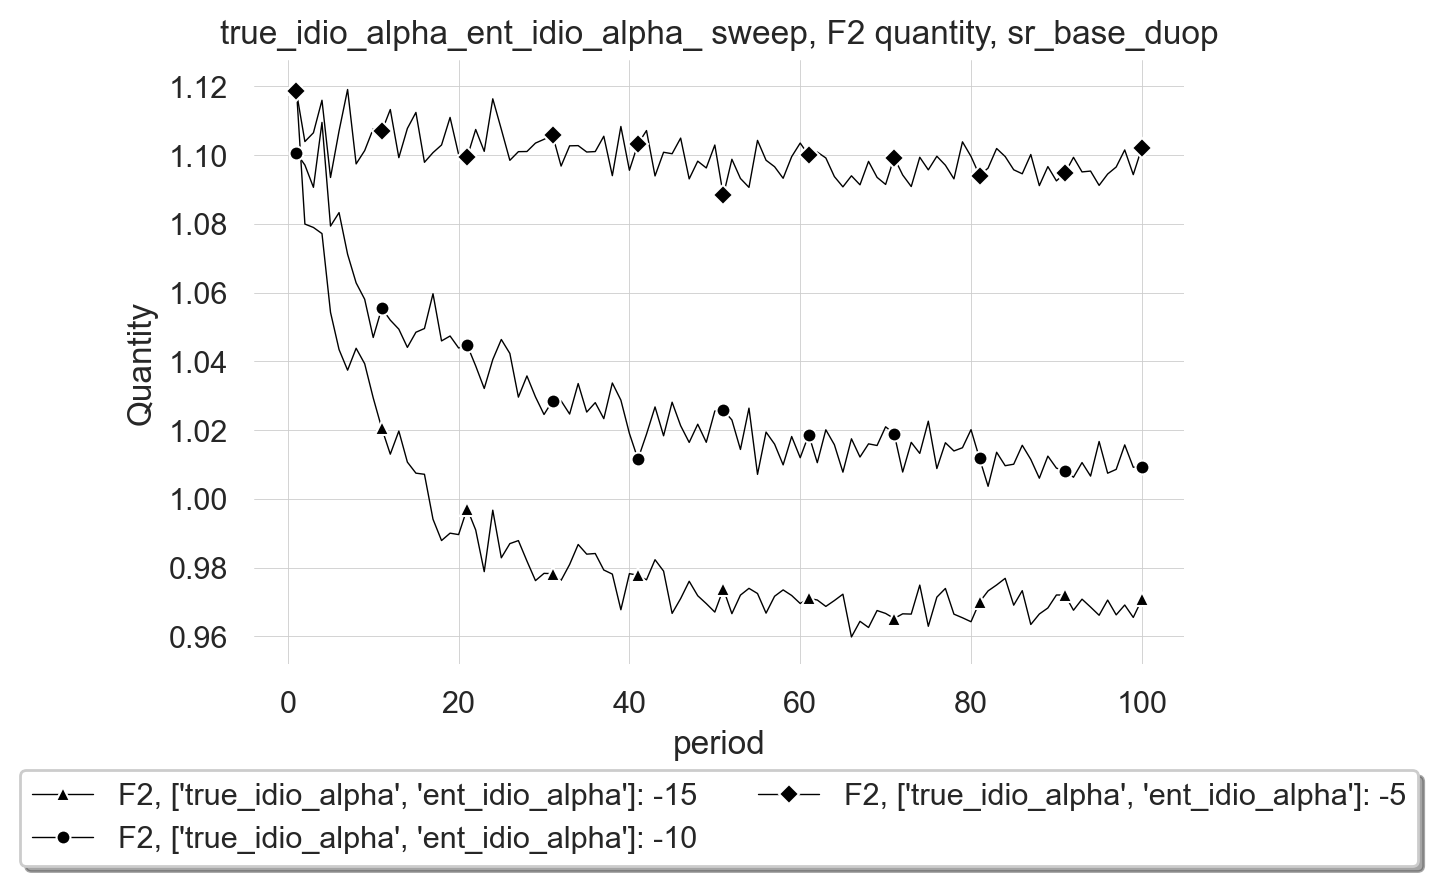 true_idio_alpha_ent_idio_alpha_ sweep, F2 quantity, sr_base_duop
1.12
1.10
1.08
1.06
1.04
1.02
1.00
0.98
0.96
Quantity
0 20 40 60 80 100
period
F2, ['true_idio_alpha', 'ent_idio_alpha']: -15
F2, ['true_idio_alpha', 'ent_idio_alpha']: -10
F2, ['true_idio_alpha', 'ent_idio_alpha']: -5